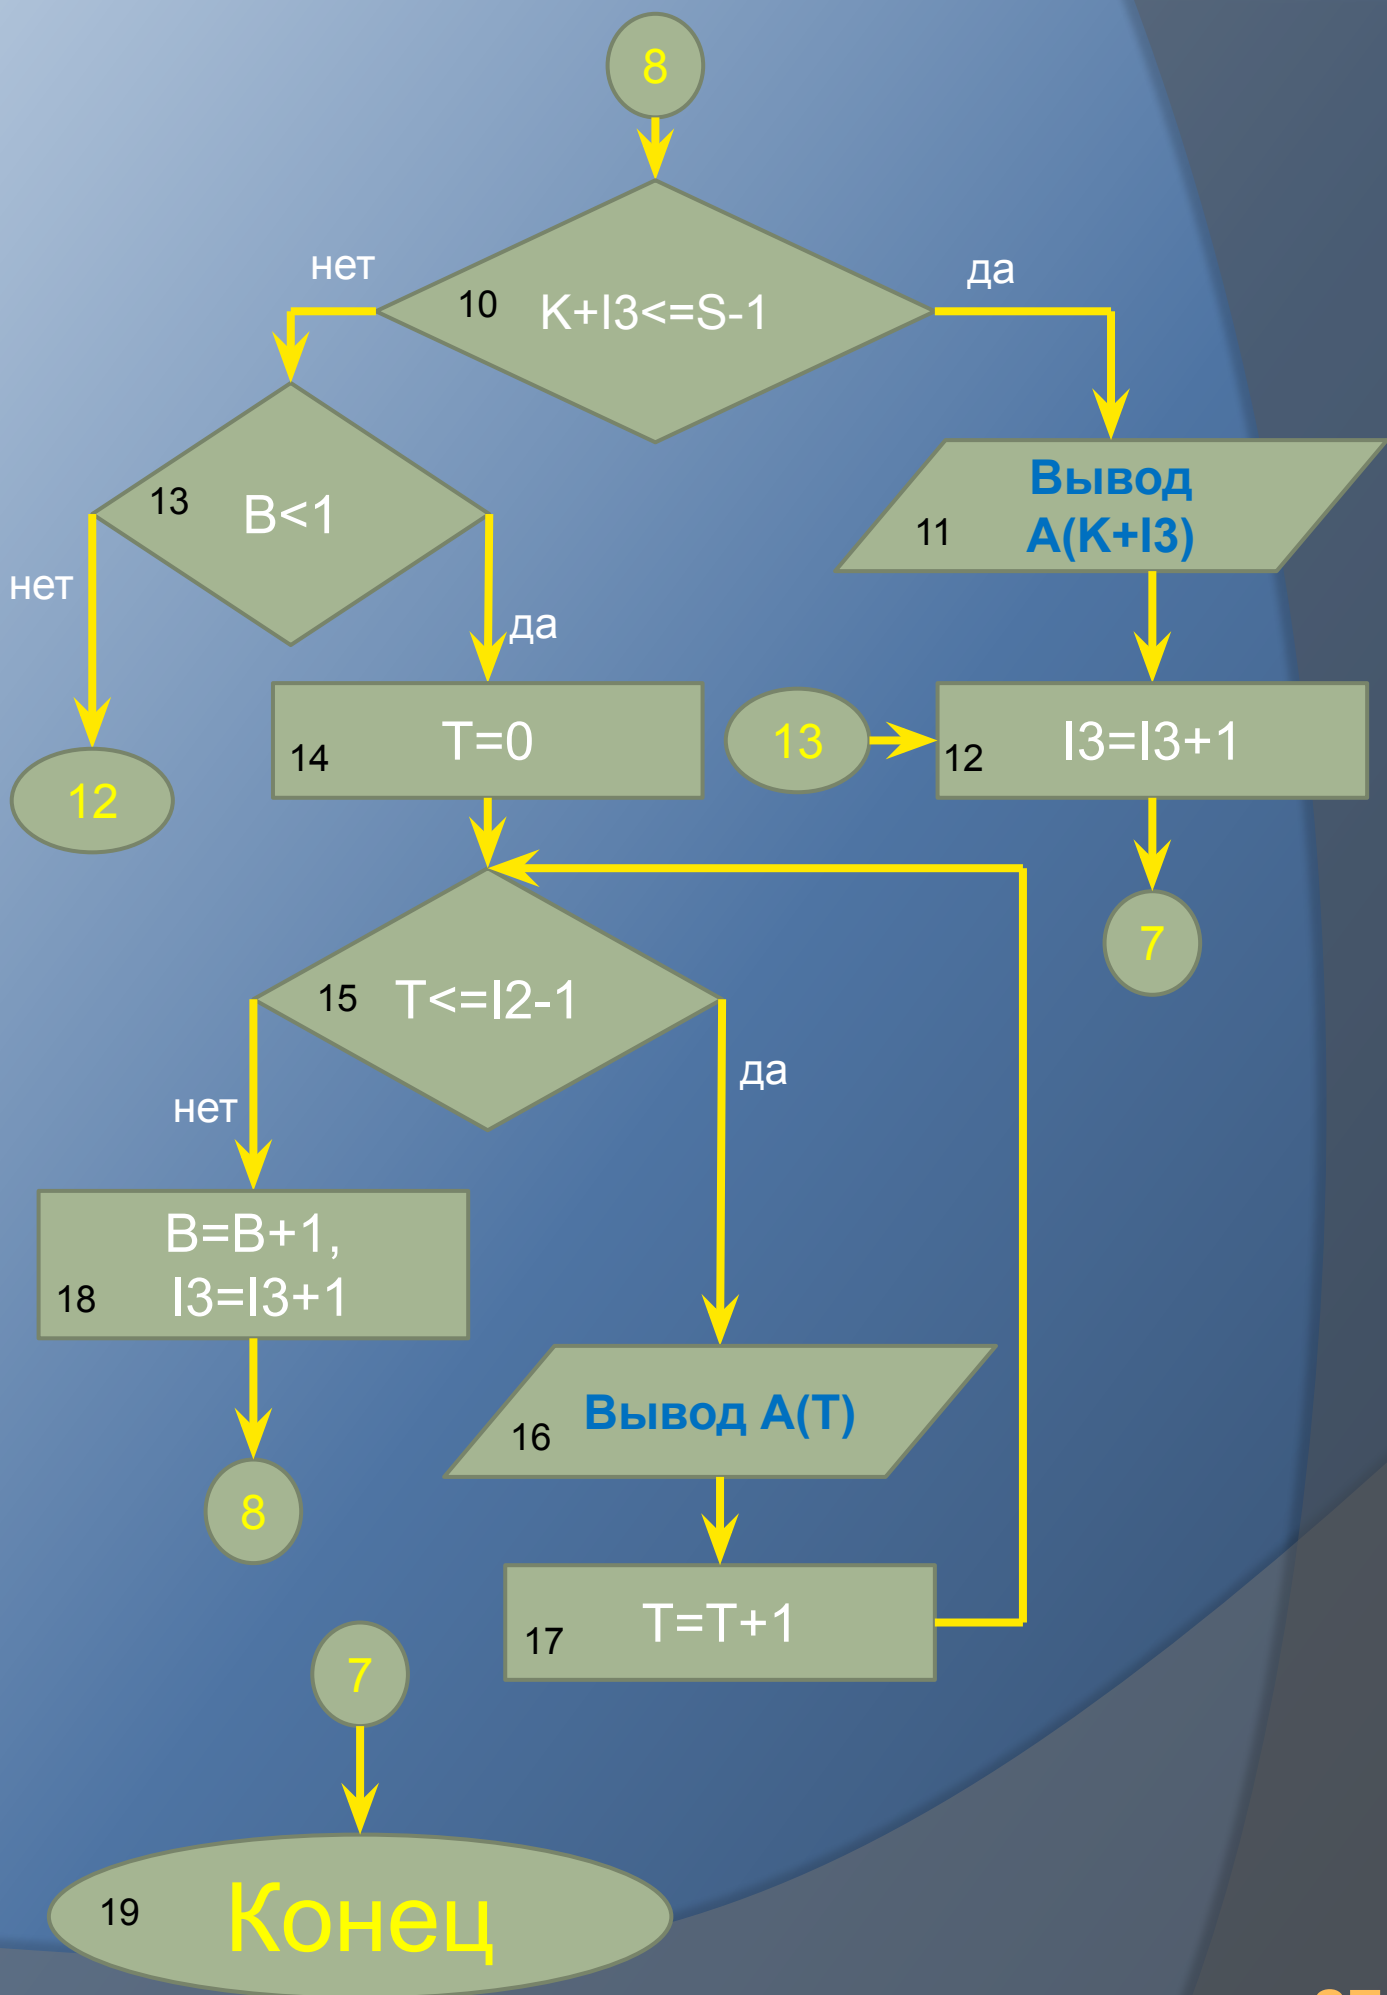 8
нет
да
10
K+I3<=S-1
13
B<1
Вывод
A(K+I3)
11
нет
да
T=0
14
13
I3=I3+1
12
12
7
15
T<=I2-1
да
нет
B=B+1,
I3=I3+1
18
Вывод A(T)
16
8
T=T+1
17
7
19
Конец